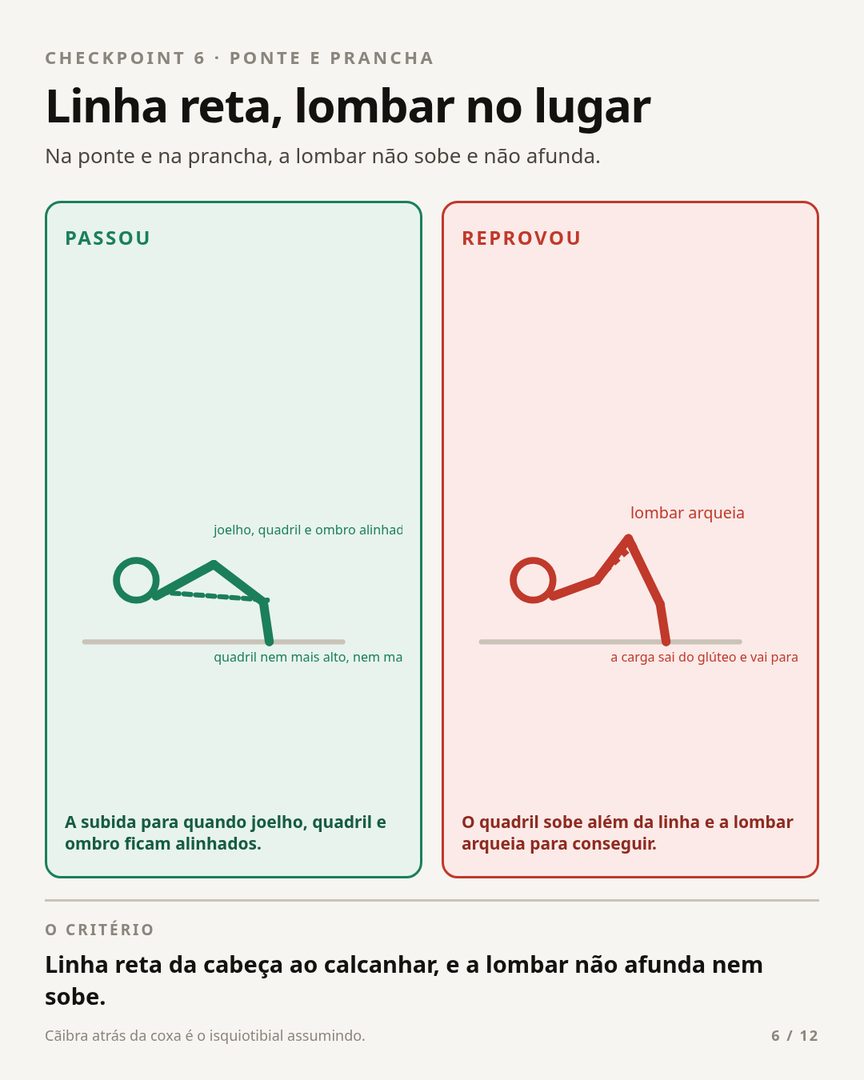 CHECKPOINT 6 · PONTE E PRANCHA
Linha reta, lombar no lugar
Na ponte e na prancha, a lombar não sobe e não afunda.
PASSOU
joelho, quadril e ombro alinhad
quadril nem mais alto, nem ma
A subida para quando joelho, quadril e
ombro ficam alinhados.
REPROVOU
lombar arqueia
a carga sai do glúteo e vai para
O quadril sobe além da linha e a lombar
arqueia para conseguir.
O CRITÉRIO
Linha reta da cabeça ao calcanhar, e a lombar não afunda nem
sobe.
Cãibra atrás da coxa é o isquiotibial assumindo.
6 / 12